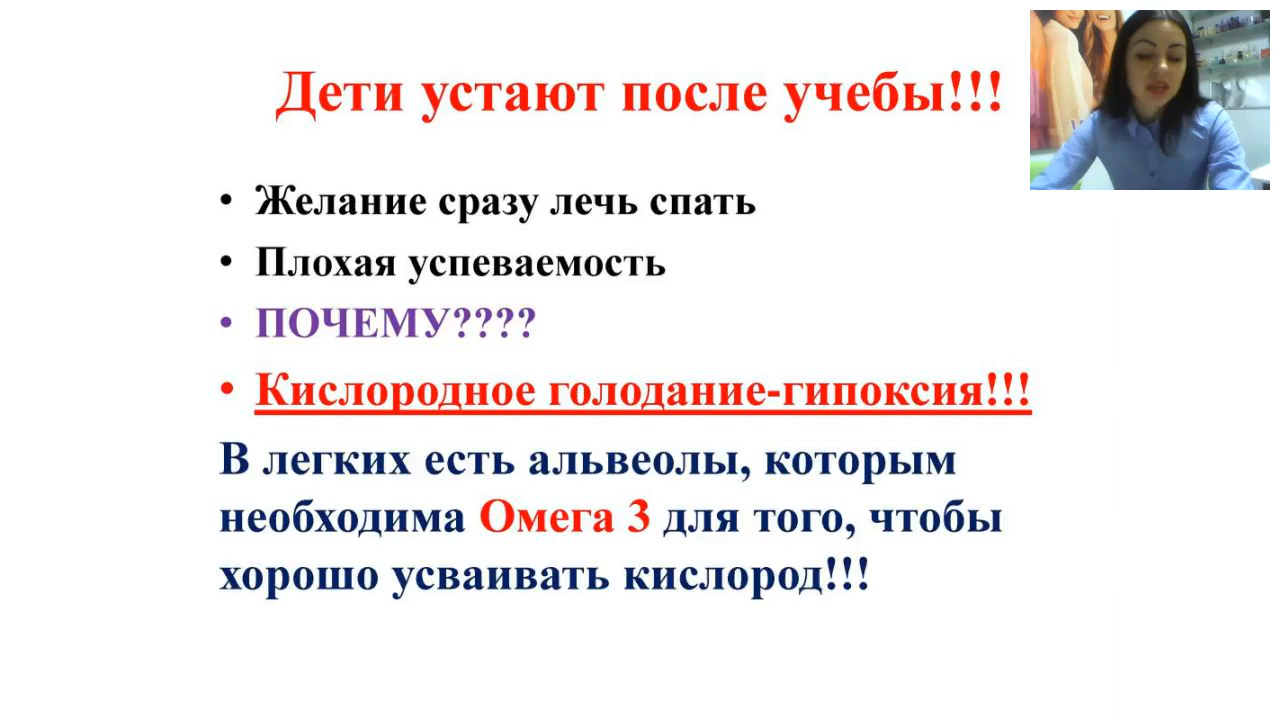 Дети устают после учебы!!!
• Желание сразу лечь спать
• Плохая успеваемость
• ПОЧЕМУ????
• Кислородное голодание-гипоксия!!!
В легких есть альвеолы, которым
необходима Омега 3 для того, чтобы
хорошо усваивать кислород!!!